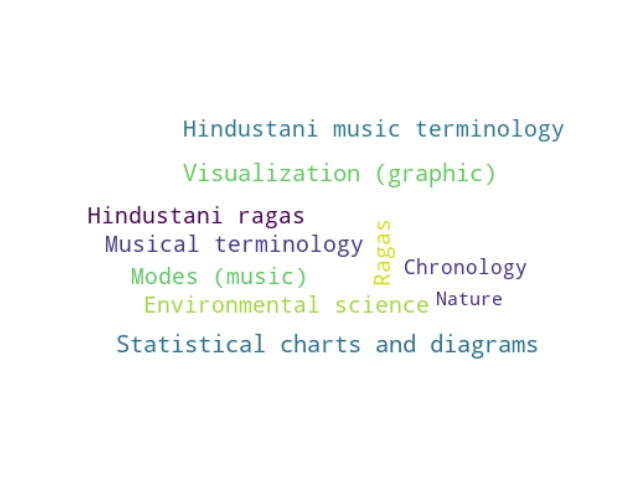 Hindustani music terminology
Visualization (graphic)
Hindustani ragas
Musical terminology
Ragas
Chronology
Modes (music)
Nature
Environmental science
Statistical charts and diagrams